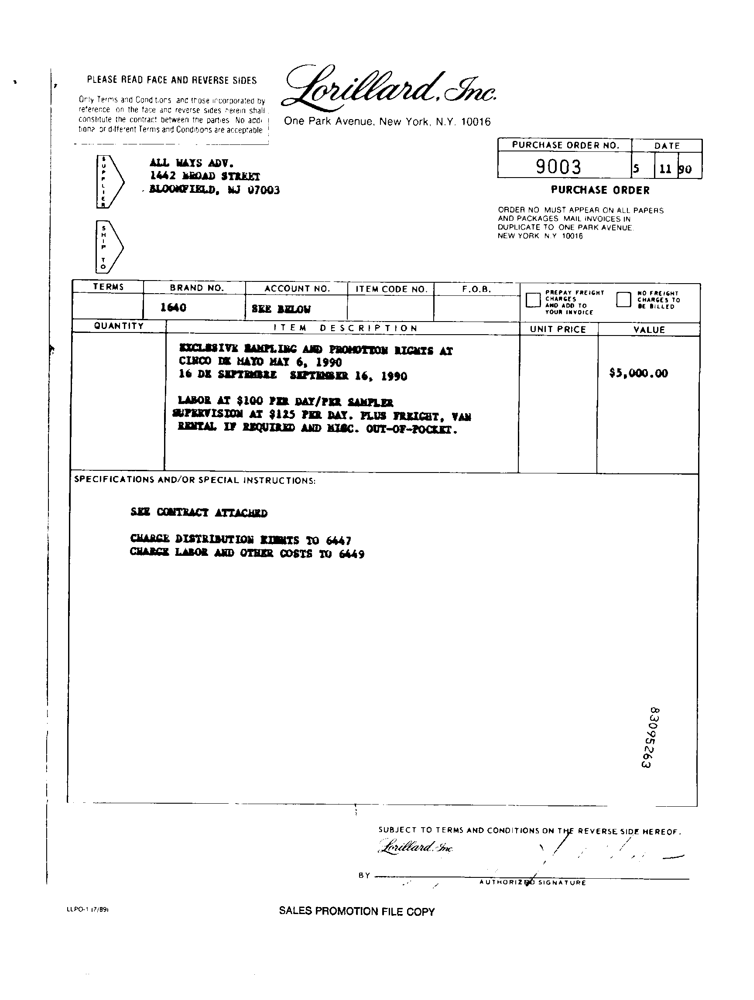 PLEASE READ FACE AND REVERSE SIDES
Only Terms and Conditions and those incorporated by
reference on the face and reverse sides herein shall
constitute the contract between the parties. No addi
tional or different Terms and Conditions are acceptable
Lorillard, Inc.
One Park Avenue, New York, N.Y. 10016
PURCHASE ORDER NO. DATE
9003 5 11 90
PURCHASE ORDER
ORDER NO. MUST APPEAR ON ALL PAPERS
AND PACKAGES MAIL INVOICES IN
DUPLICATE TO ONE PARK AVENUE
NEW YORK N.Y. 10016
SUPPLIER
ALL WAYS ADV.
1442 BROAD STREET
BLOOMFIELD, NJ 07003
SHIP TO
TERMS BRAND NO. ACCOUNT NO. ITEM CODE NO. F.O.B.
PREPAY FREIGHT
CHARGES
AND ADD TO
YOUR INVOICE
NO FREIGHT
CHARGES TO
BE BILLED
1640 SEE BELOW
QUANTITY ITEM DESCRIPTION UNIT PRICE VALUE
EXCLSSIVE SAMPLING AND PROMOTION RIGHTS AT
CINCO DE MAYO MAY 6, 1990
16 DE SEPTEMBRE SEPTEMBER 16, 1990 $5,000.00
LABOR AT $100 PER DAY/PER SAMPLER
SUPERVISION AT $125 PER DAY. PLUS FREIGHT, VAN
RENTAL IF REQUIRED AND MISC. OUT-OF-POCKET.
SPECIFICATIONS AND/OR SPECIAL INSTRUCTIONS:
SEE CONTRACT ATTACHED
CHARGE DISTRIBUTION RIGHTS TO 6447
CHARGE LABOR AND OTHER COSTS TO 6449
83095263
SUBJECT TO TERMS AND CONDITIONS ON THE REVERSE SIDE HEREOF.
Lorillard, Inc
BY
AUTHORIZED SIGNATURE
LLPO-1 (7/89)
SALES PROMOTION FILE COPY